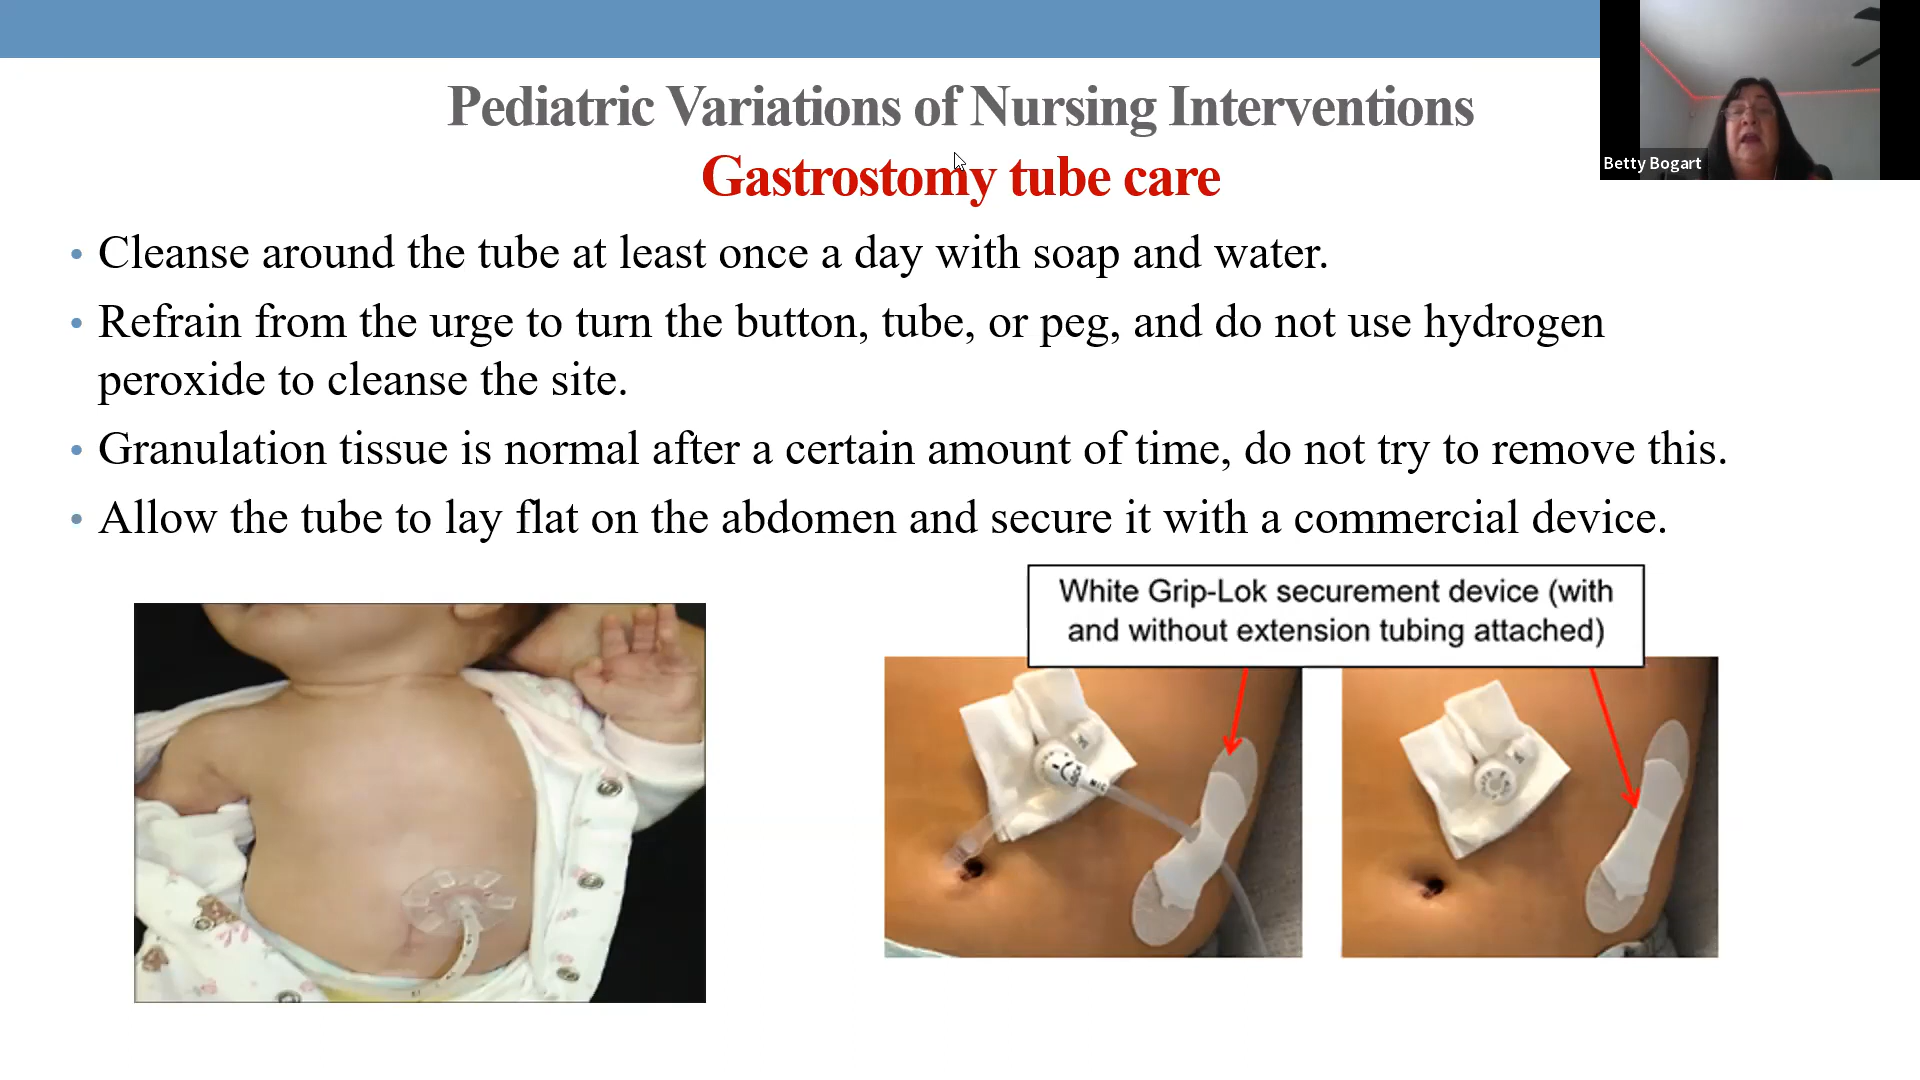 Pediatric Variations of Nursing Interventions
Gastrostomy tube care
Betty Bogart
• Cleanse around the tube at least once a day with soap and water.
• Refrain from the urge to turn the button, tube, or peg, and do not use hydrogen
peroxide to cleanse the site.
• Granulation tissue is normal after a certain amount of time, do not try to remove this.
• Allow the tube to lay flat on the abdomen and secure it with a commercial device.
White Grip-Lok securement device (with
and without extension tubing attached)